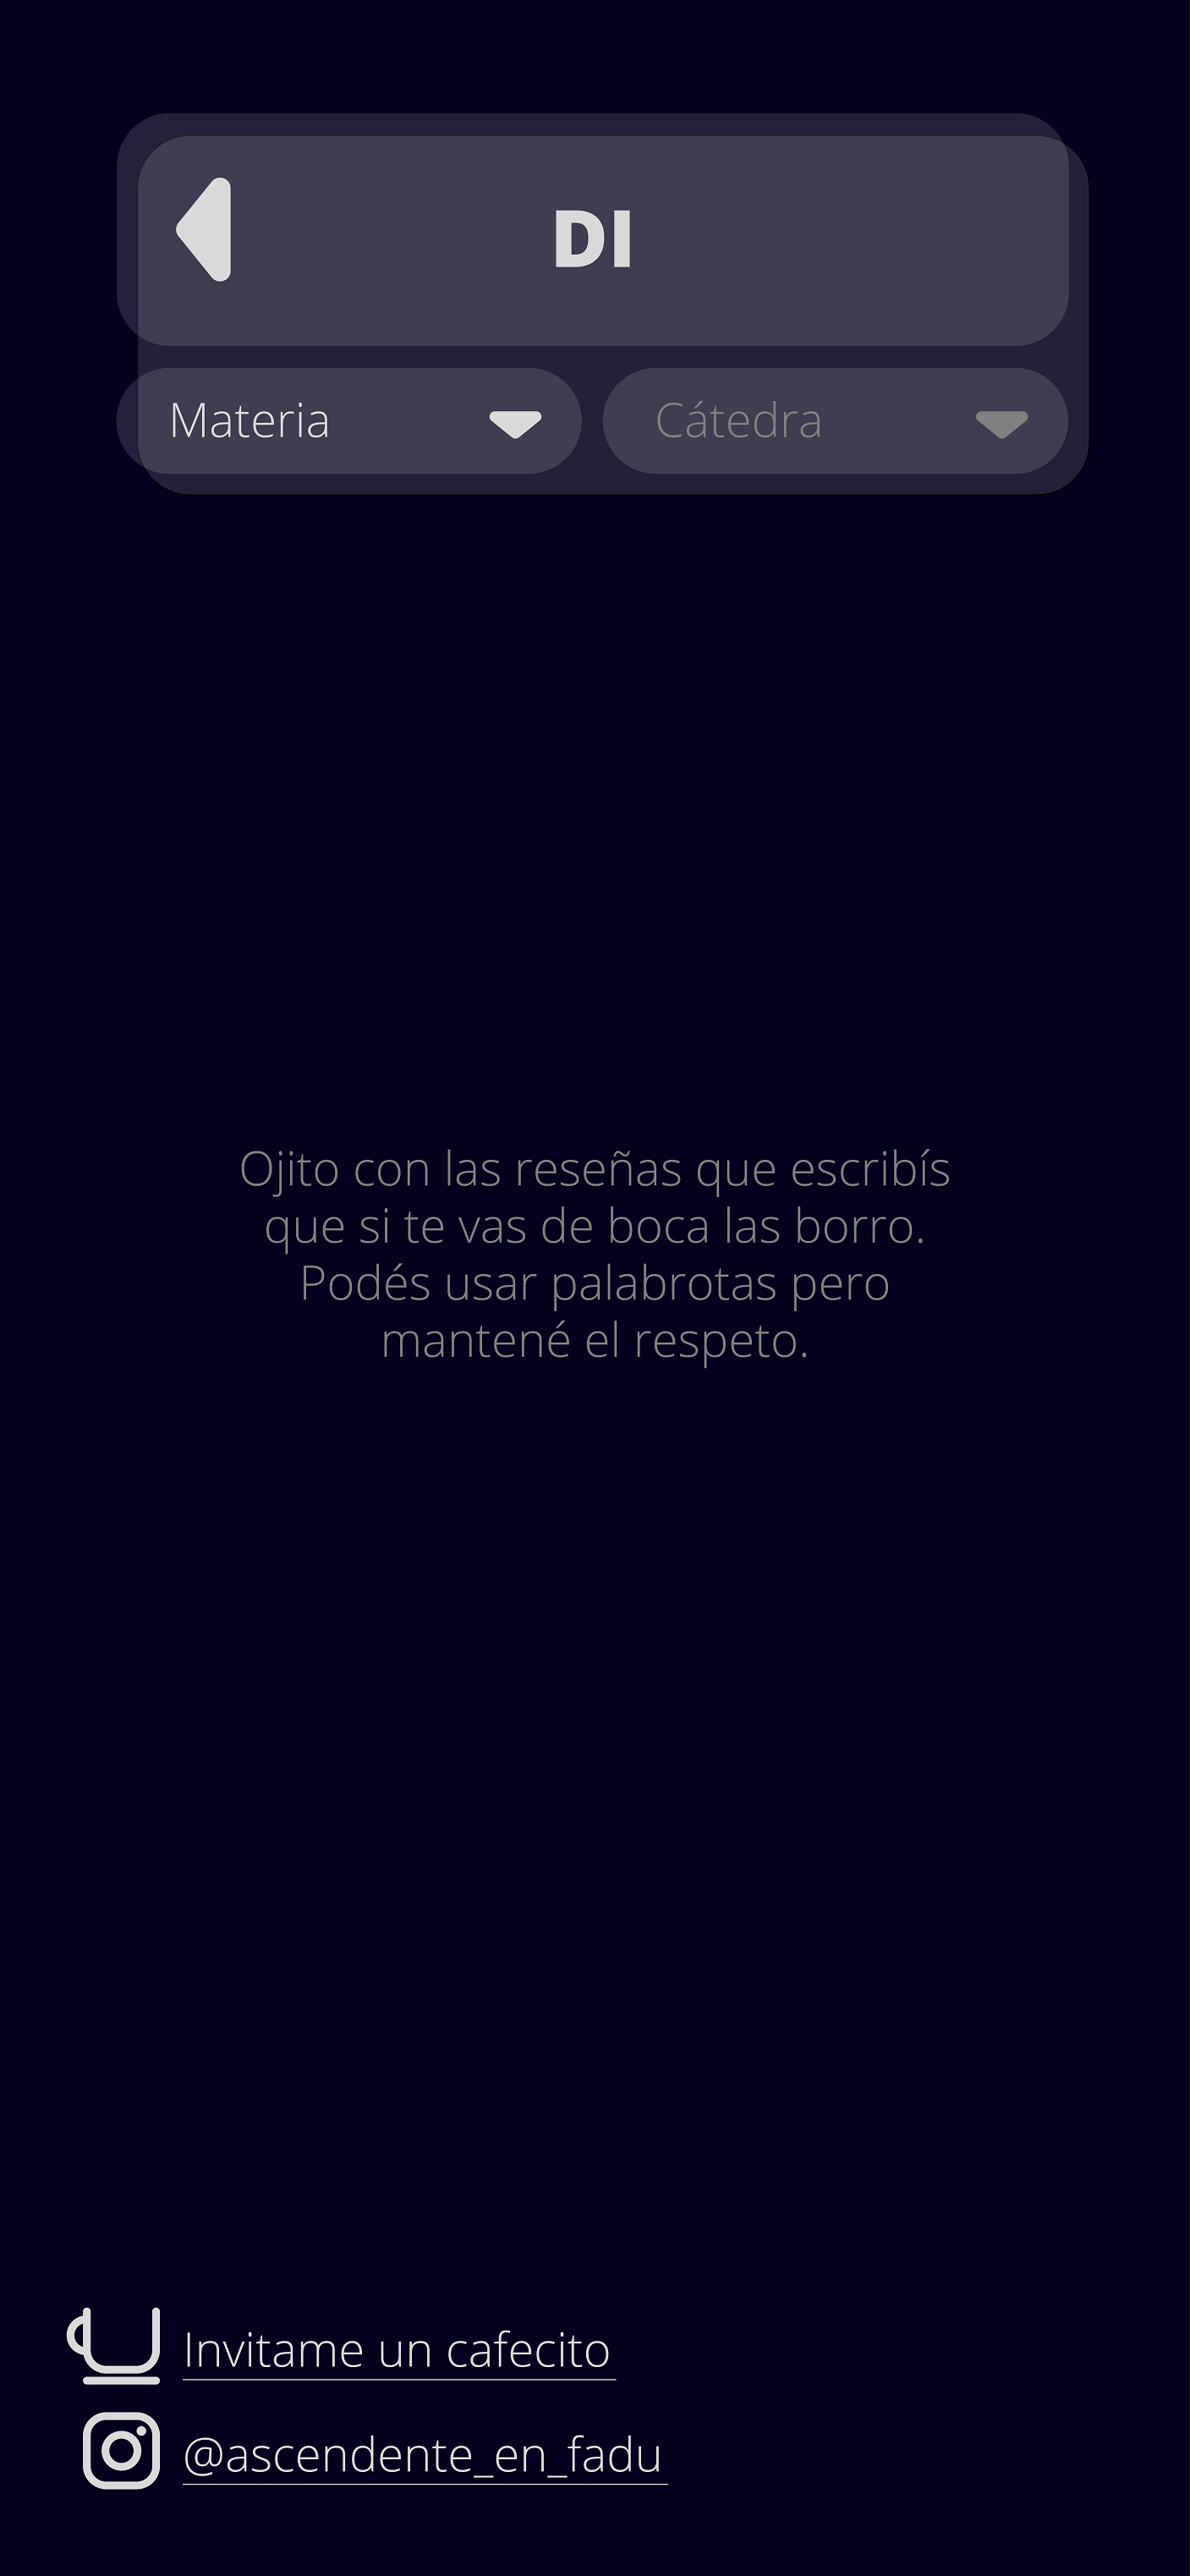 DI
Materia
Cátedra
Ojito con las reseñas que escribís
que si te vas de boca las borro.
Podés usar palabrotas pero
mantené el respeto.
Invitame un cafecito
@ascendente_en_fadu